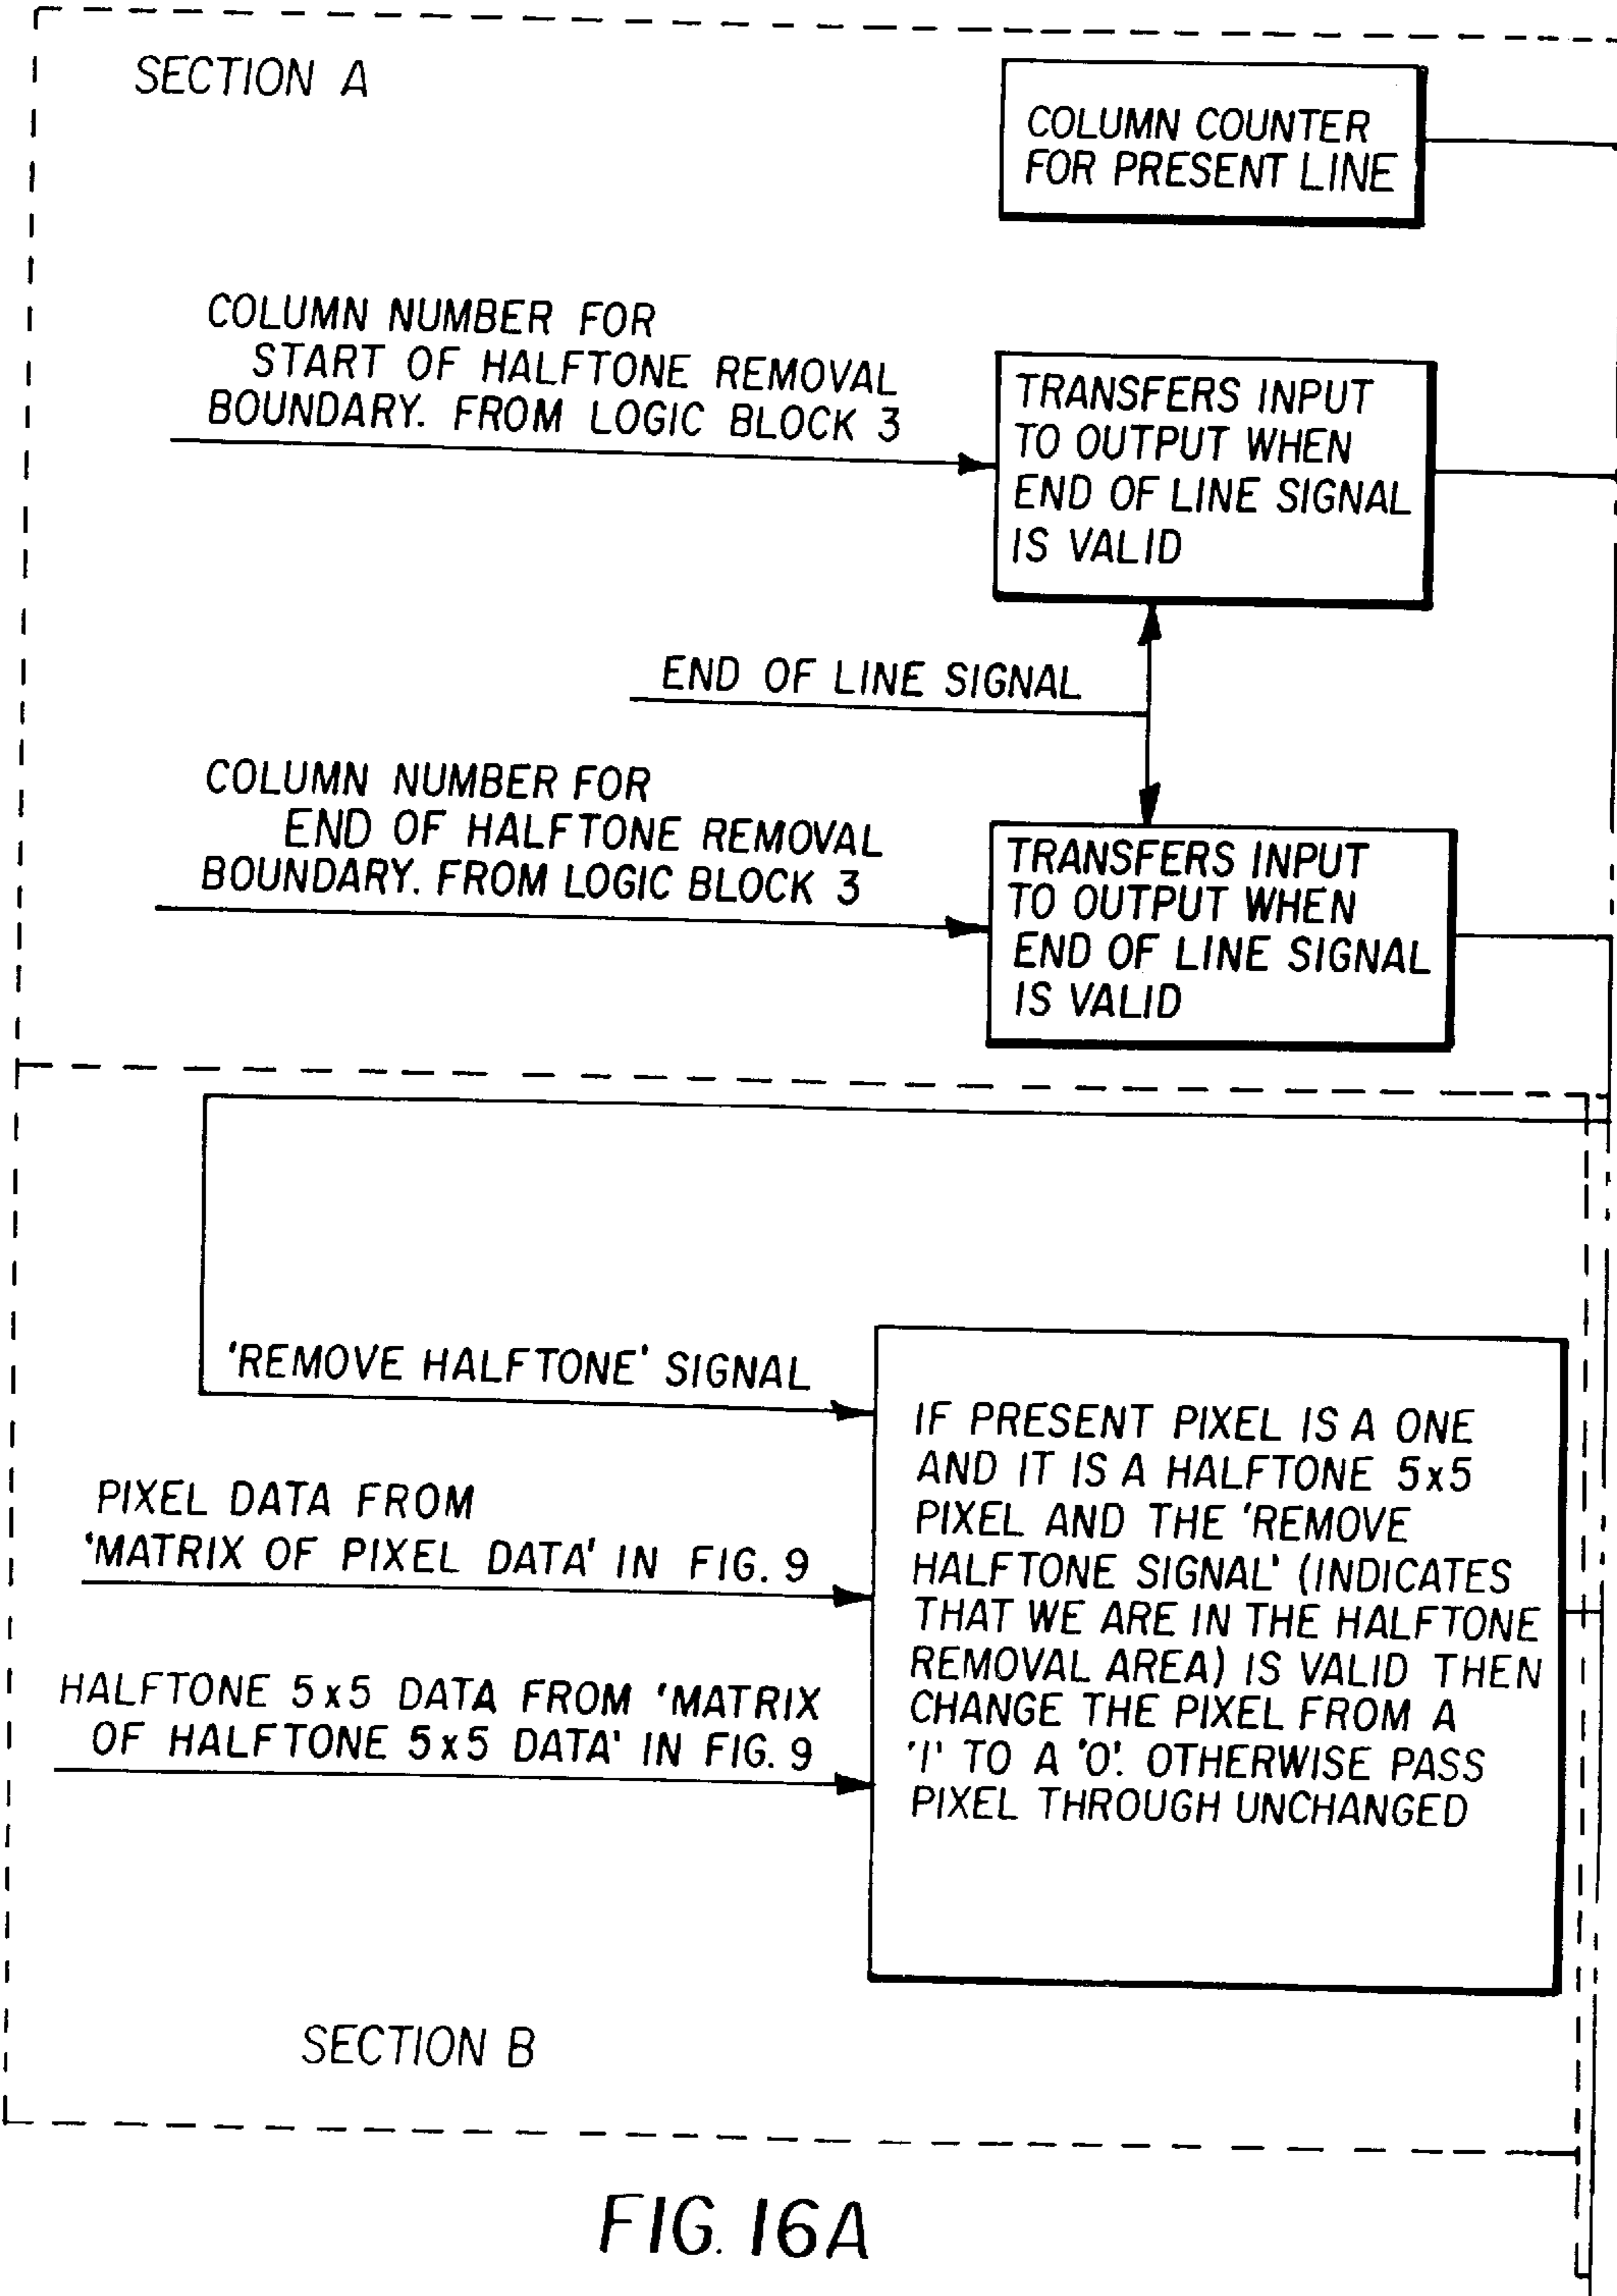 SECTION A
COLUMN COUNTER
FOR PRESENT LINE
COLUMN NUMBER FOR
START OF HALFTONE REMOVAL
BOUNDARY. FROM LOGIC BLOCK 3
TRANSFERS INPUT
TO OUTPUT WHEN
END OF LINE SIGNAL
IS VALID
END OF LINE SIGNAL
COLUMN NUMBER FOR
END OF HALFTONE REMOVAL
BOUNDARY. FROM LOGIC BLOCK 3
TRANSFERS INPUT
TO OUTPUT WHEN
END OF LINE SIGNAL
IS VALID
'REMOVE HALFTONE' SIGNAL
PIXEL DATA FROM
'MATRIX OF PIXEL DATA' IN FIG. 9
HALFTONE 5x5 DATA FROM 'MATRIX
OF HALFTONE 5x5 DATA' IN FIG. 9
IF PRESENT PIXEL IS A ONE
AND IT IS A HALFTONE 5x5
PIXEL AND THE 'REMOVE
HALFTONE SIGNAL' (INDICATES
THAT WE ARE IN THE HALFTONE
REMOVAL AREA) IS VALID THEN
CHANGE THE PIXEL FROM A
'1' TO A '0'. OTHERWISE PASS
PIXEL THROUGH UNCHANGED
SECTION B
FIG. 16A